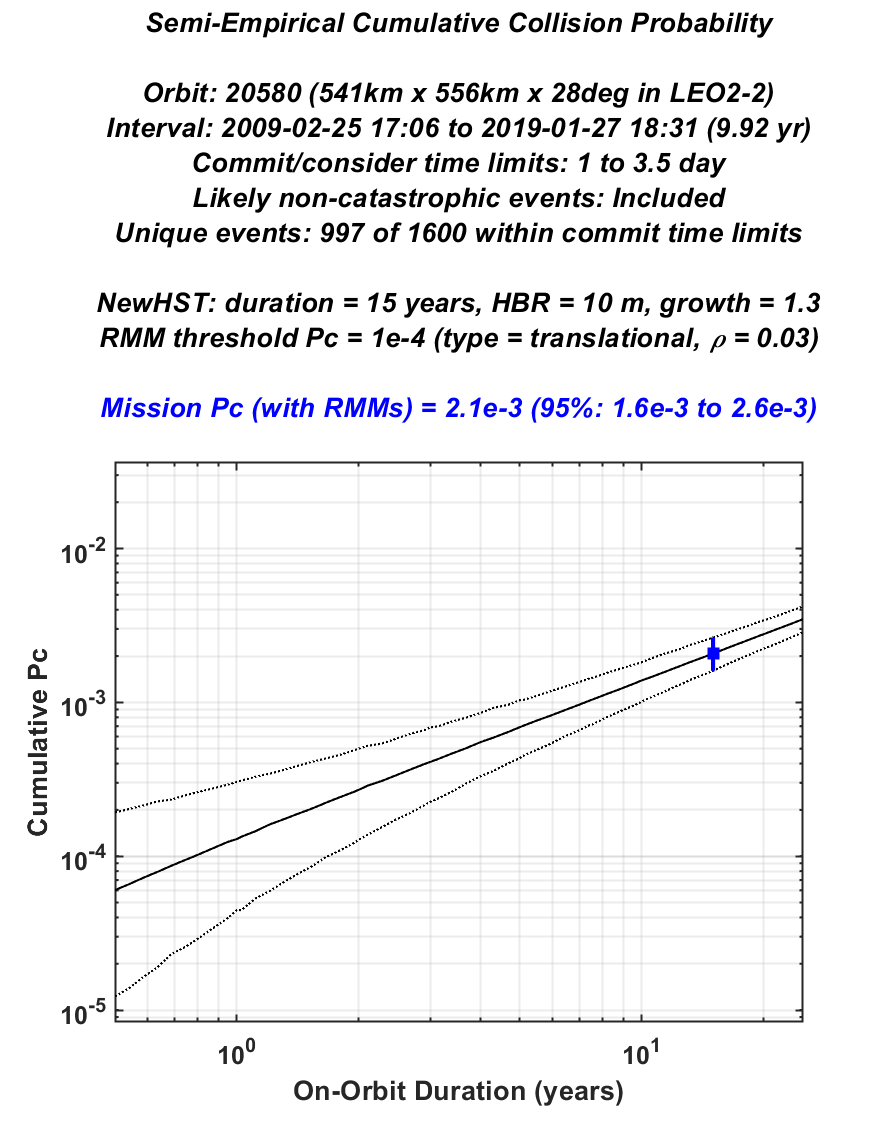 Semi-Empirical Cumulative Collision Probability
Orbit: 20580 (541km x 556km x 28deg in LEO2-2)
Interval: 2009-02-25 17:06 to 2019-01-27 18:31 (9.92 yr)
Commit/consider time limits: 1 to 3.5 day
Likely non-catastrophic events: Included
Unique events: 997 of 1600 within commit time limits
NewHST: duration = 15 years, HBR = 10 m, growth = 1.3
RMM threshold Pc = 1e-4 (type = translational, ρ = 0.03)
Mission Pc (with RMMs) = 2.1e-3 (95%: 1.6e-3 to 2.6e-3)
10^-2
10^-3
10^-4
10^-5
Cumulative Pc
10^0 10^1
On-Orbit Duration (years)